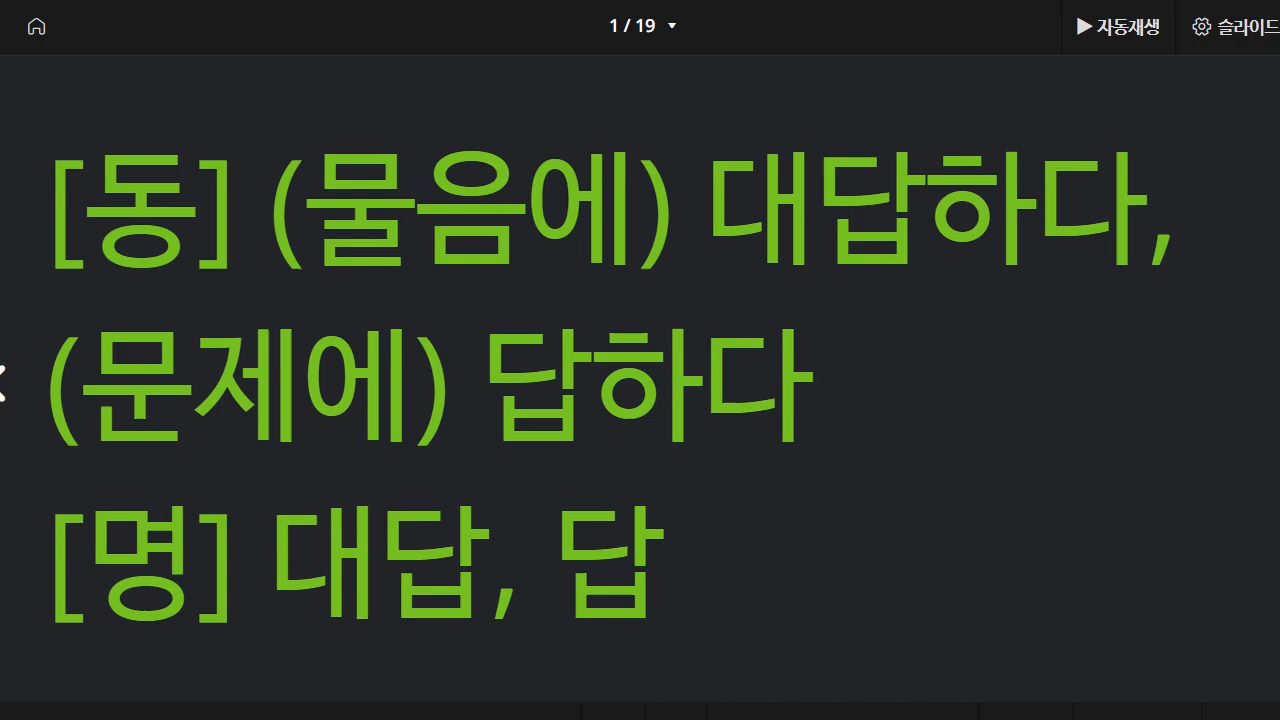 1 / 19
자동재생
슬라이드
[동] (물음에) 대답하다,
(문제에) 답하다
[명] 대답, 답